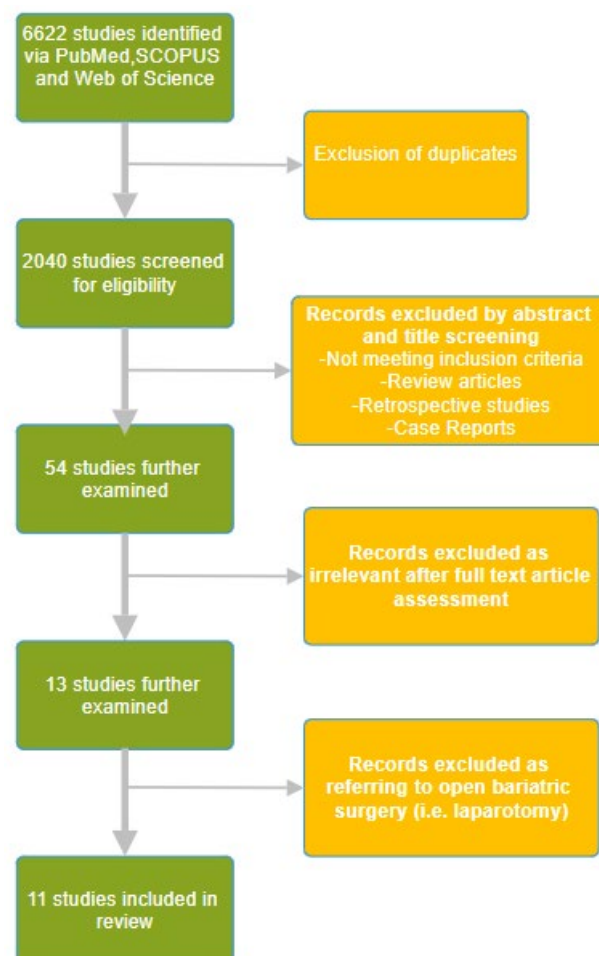 6622 studies identified
via PubMed,SCOPUS
and Web of Science
Exclusion of duplicates
2040 studies screened
for eligibility
Records excluded by abstract
and title screening
-Not meeting inclusion criteria
-Review articles
-Retrospective studies
-Case Reports
54 studies further
examined
Records excluded as
irrelevant after full text article
assessment
13 studies further
examined
Records excluded as
referring to open bariatric
surgery (i.e. laparotomy)
11 studies included in
review